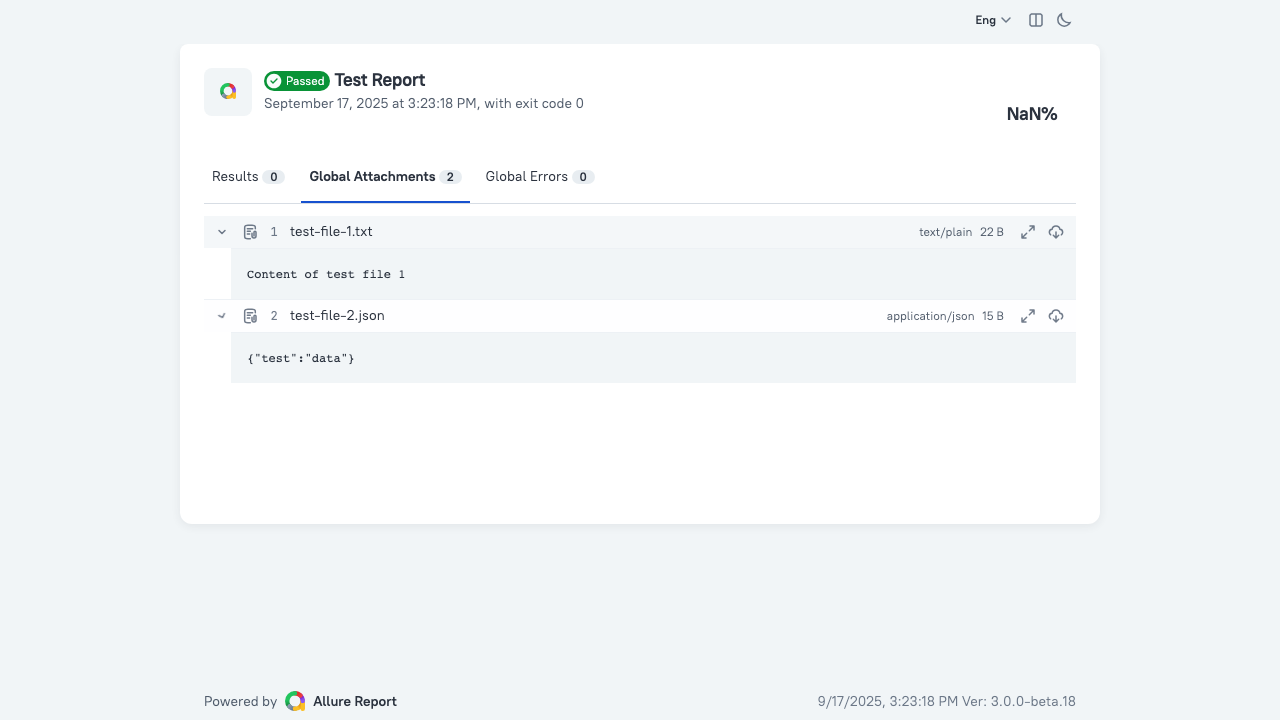 Eng
Passed Test Report
September 17, 2025 at 3:23:18 PM, with exit code 0
NaN%
Results 0 Global Attachments 2 Global Errors 0
1 test-file-1.txt text/plain 22 B
Content of test file 1
2 test-file-2.json application/json 15 B
{"test":"data"}
Powered by Allure Report 9/17/2025, 3:23:18 PM Ver: 3.0.0-beta.18